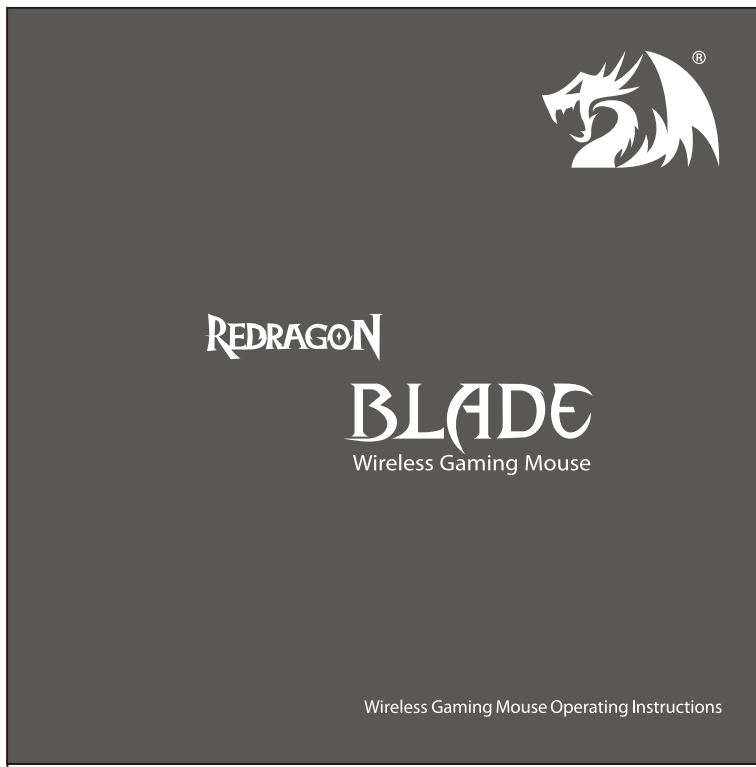 ®
REDRAGON
BLADE
Wireless Gaming Mouse
Wireless Gaming Mouse Operating Instructions